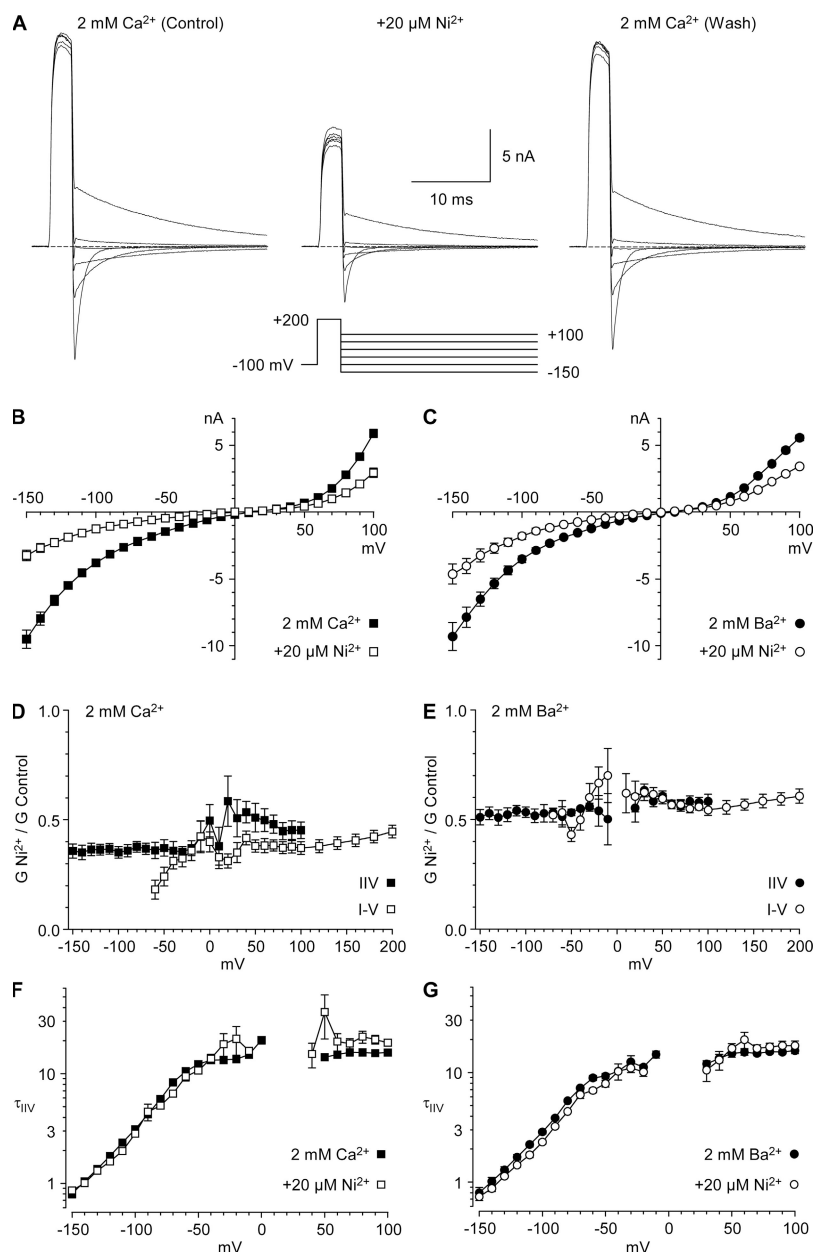 A
2 mM Ca²⁺ (Control)
+20 µM Ni²⁺
2 mM Ca²⁺ (Wash)
5 nA
10 ms
+200
-100 mV
+100
-150
B
nA
5
-150
-100
-50
50
100
mV
-5
-10
2 mM Ca²⁺
+20 µM Ni²⁺
C
nA
5
-150
-100
-50
50
100
mV
-5
-10
2 mM Ba²⁺
+20 µM Ni²⁺
D
2 mM Ca²⁺
1.0
0.5
0.0
G Ni²⁺ / G Control
IIV
I-V
-150 -100 -50 0 50 100 150 200
mV
E
2 mM Ba²⁺
1.0
0.5
0.0
G Ni²⁺ / G Control
IIV
I-V
-150 -100 -50 0 50 100 150 200
mV
F
30
10
3
1
τIIV
2 mM Ca²⁺
+20 µM Ni²⁺
-150 -100 -50 0 50 100
mV
G
30
10
3
1
τIIV
2 mM Ba²⁺
+20 µM Ni²⁺
-150 -100 -50 0 50 100
mV